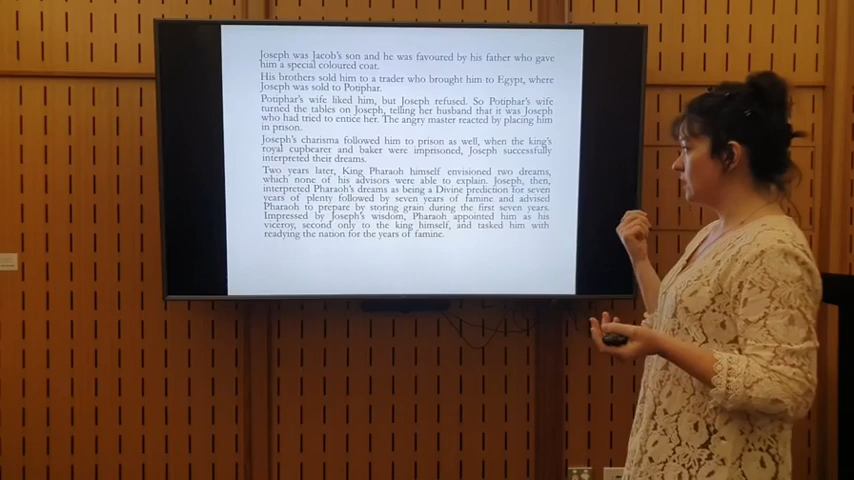 Joseph was Jacob's son and he was favoured by his father who gave
him a special coloured coat.
His brothers sold him to a trader who brought him to Egypt, where
Joseph was sold to Potiphar.
Potiphar's wife liked him, but Joseph refused. So Potiphar's wife
turned the tables on Joseph, telling her husband that it was Joseph
who had tried to entice her. The angry master reacted by placing him
in prison.
Joseph's charisma followed him to prison as well, when the king's
royal cupbearer and baker were imprisoned, Joseph successfully
interpreted their dreams.
Two years later, King Pharaoh himself envisioned two dreams,
which none of his advisors were able to explain. Joseph, then,
interpreted Pharaoh's dreams as being a Divine prediction for seven
years of plenty followed by seven years of famine and advised
Pharaoh to prepare by storing grain during the first seven years.
Impressed by Joseph's wisdom, Pharaoh appointed him as his
viceroy, second only to the king himself, and tasked him with
readying the nation for the years of famine.